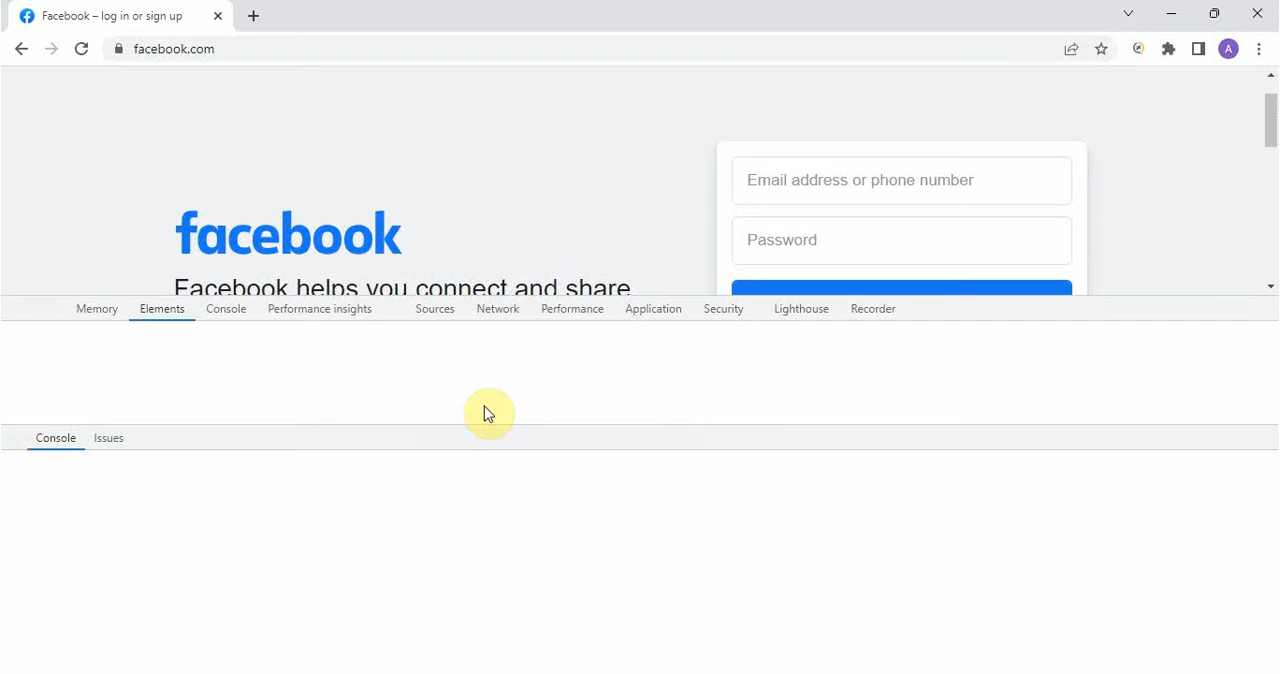 Facebook – log in or sign up
facebook.com
A
Email address or phone number
Password
facebook
Facebook helps you connect and share
Memory Elements Console Performance insights Sources Network Performance Application Security Lighthouse Recorder
Console Issues